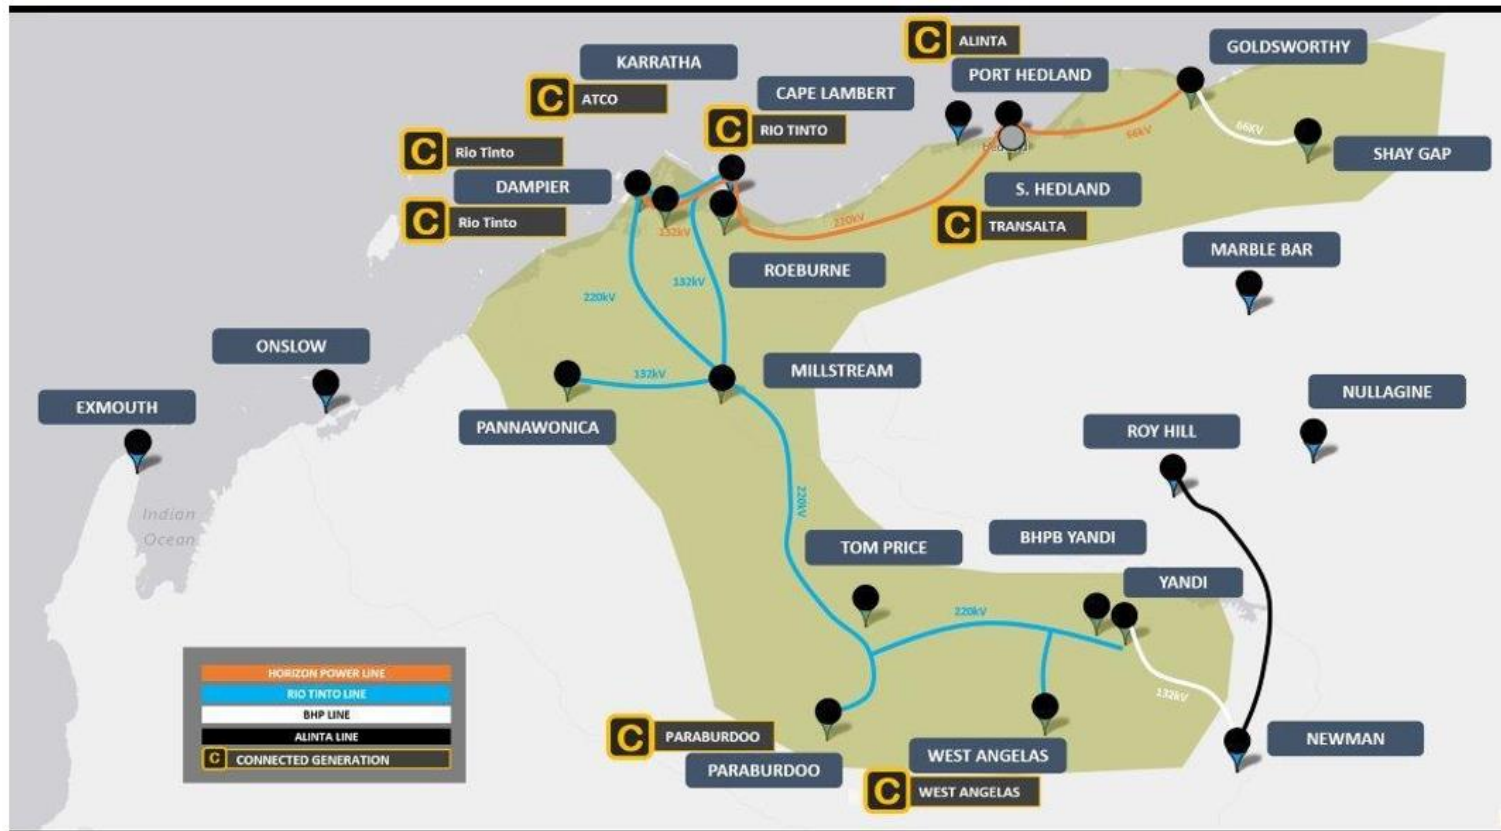 ALINTA
GOLDSWORTHY
KARRATHA
PORT HEDLAND
C
ATCO
C
CAPE LAMBERT
C
RIO TINTO
66kV
66KV
C
Rio Tinto
SHAY GAP
DAMPIER
S. HEDLAND
C
Rio Tinto
C
TRANSALTA
220kV
132kV
MARBLE BAR
ROEBURNE
132kV
220kV
ONSLOW
MILLSTREAM
132kV
NULLAGINE
EXMOUTH
PANNAWONICA
ROY HILL
220kV
Indian
Ocean
BHPB YANDI
TOM PRICE
YANDI
220kV
HORIZON POWER LINE
RIO TINTO LINE
BHP LINE
ALINTA LINE
C
CONNECTED GENERATION
132kV
C
PARABURDOO
NEWMAN
PARABURDOO
WEST ANGELAS
C
WEST ANGELAS